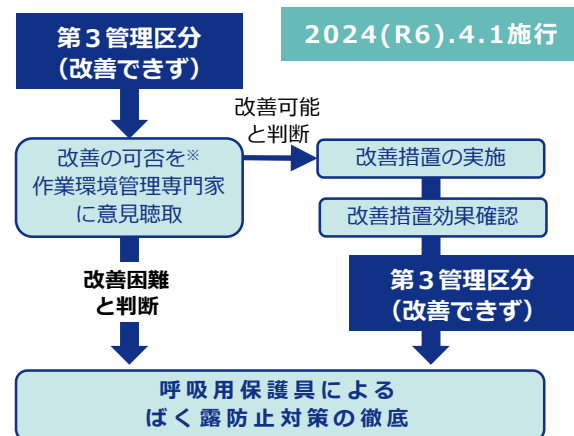 第３管理区分
（改善できず）
2024(R6).4.1施行
改善可能
と判断
改善の可否を※
作業環境管理専門家
に意見聴取
改善措置の実施
改善措置効果確認
改善困難
と判断
第３管理区分
（改善できず）
呼吸用保護具による
ばく露防止対策の徹底